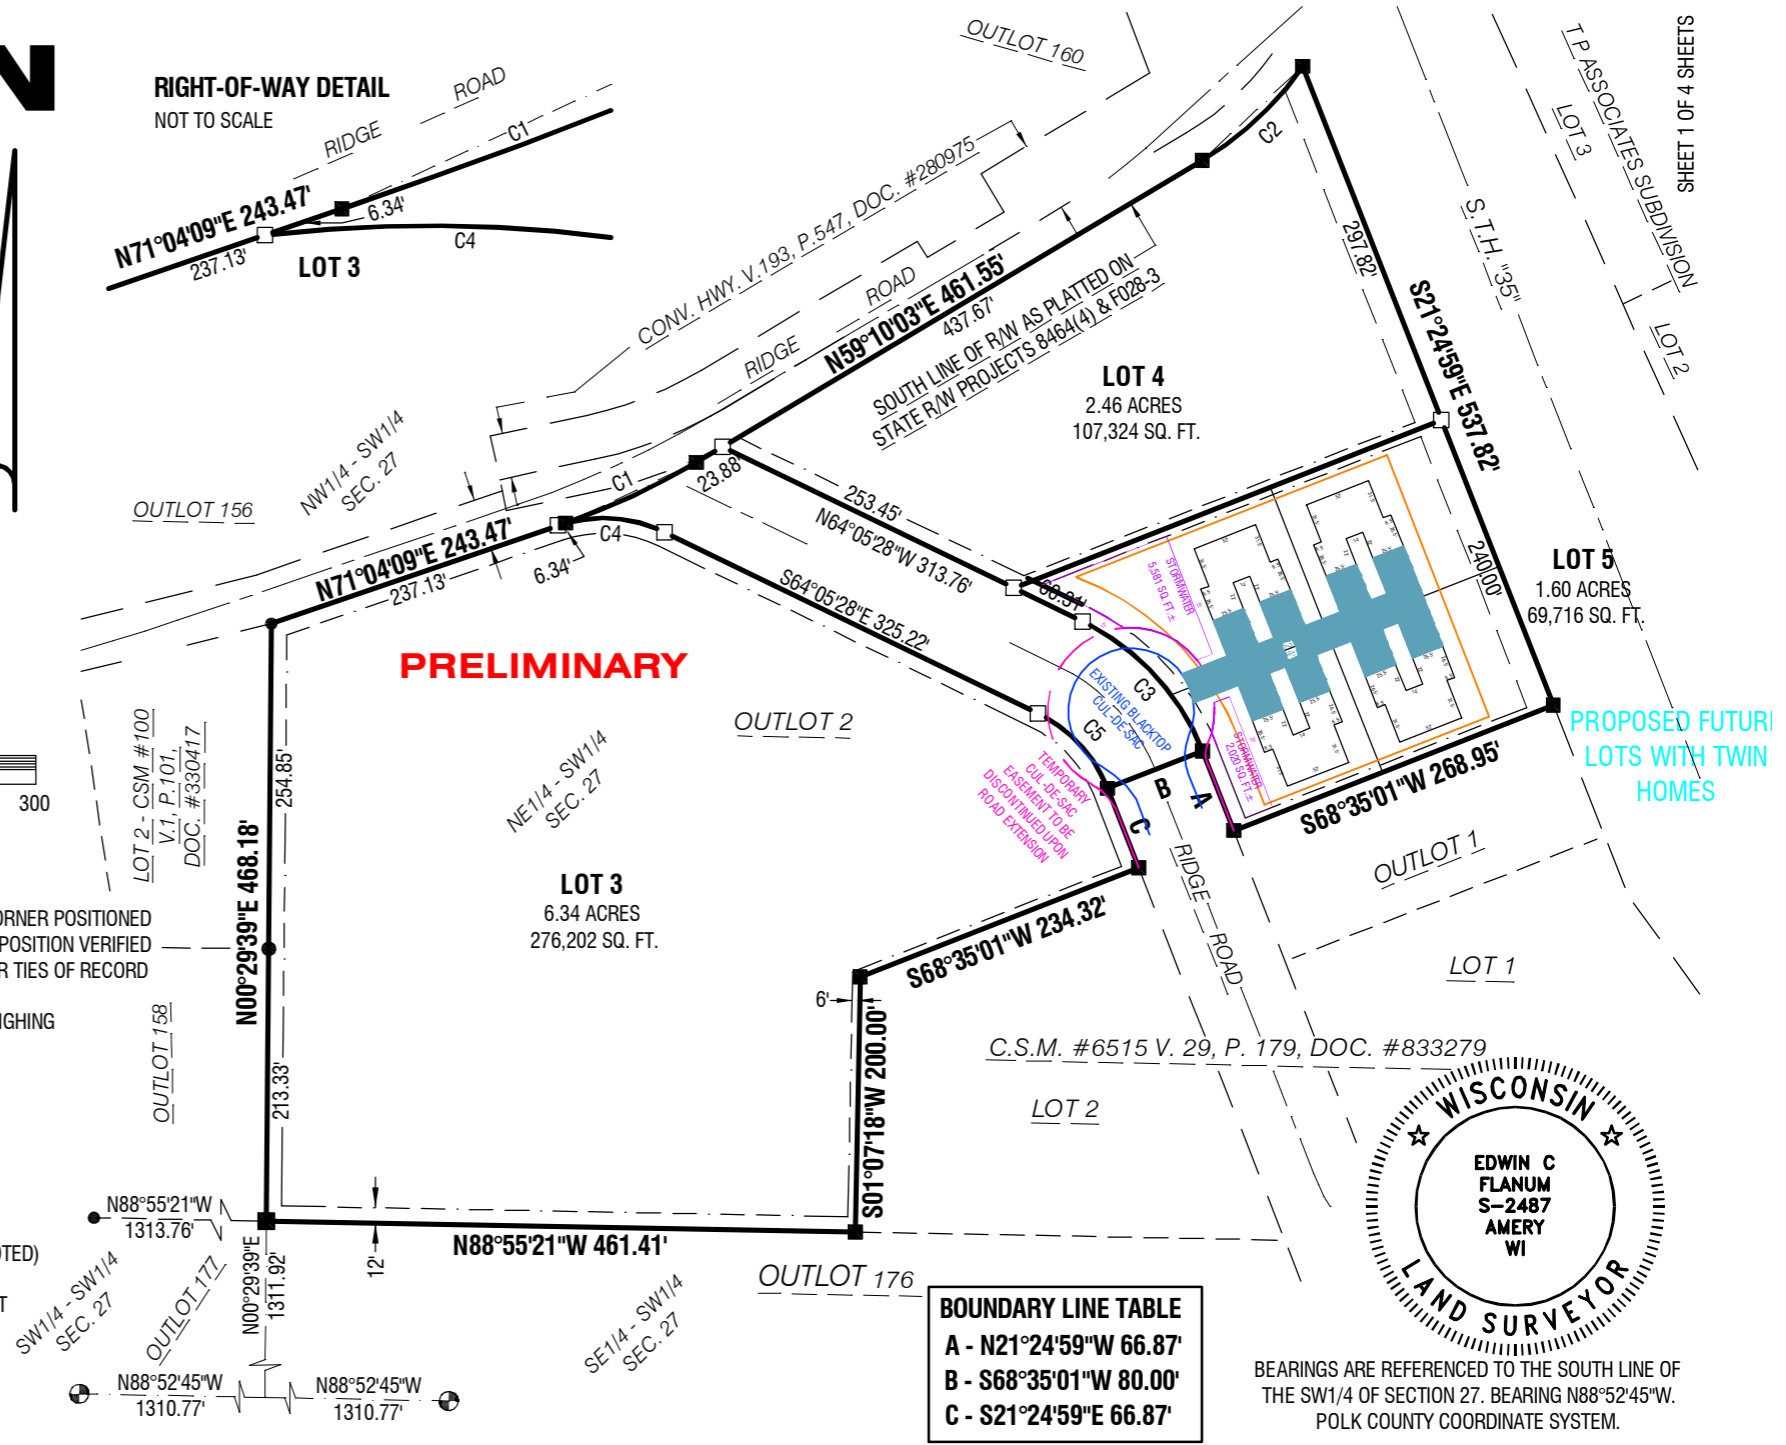 N
RIGHT-OF-WAY DETAIL
NOT TO SCALE
RIDGE ROAD
C1
N71°04'09"E 243.47'
237.13'
6.34'
C4
LOT 3
OUTLOT 160
T P ASSOCIATES SUBDIVISION
LOT 3
LOT 2
SHEET 1 OF 4 SHEETS
S.T.H. "35"
CONV. HWY. V.193, P.547, DOC. #280975
RIDGE ROAD
C2
N59°10'03"E 461.55'
437.67'
SOUTH LINE OF R/W AS PLATTED ON
STATE R/W PROJECTS 8464(4) & F028-3
297.82'
S21°24'59"E 537.82'
LOT 4
2.46 ACRES
107,324 SQ. FT.
NW1/4 - SW1/4
SEC. 27
OUTLOT 156
C1
23.88'
N71°04'09"E 243.47'
237.13'
6.34'
C4
253.45'
N64°05'28"W 313.76'
60.31'
S64°05'28"E 325.22'
STORMWATER
5,581 SQ. FT.±
240.00'
LOT 5
1.60 ACRES
69,716 SQ. FT.
PRELIMINARY
OUTLOT 2
C3
C5
EXISTING BLACKTOP
CUL-DE-SAC
TEMPORARY
CUL-DE-SAC
EASEMENT TO BE
DISCONTINUED UPON
ROAD EXTENSION
STORMWATER
2,020 SQ. FT.±
B
A
C
PROPOSED FUTUR
LOTS WITH TWIN
HOMES
S68°35'01"W 268.95'
OUTLOT 1
LOT 2 - CSM #100
V.1, P.101
DOC. #330417
254.85'
NE1/4 - SW1/4
SEC. 27
300
N00°29'39"E 468.18'
LOT 3
6.34 ACRES
276,202 SQ. FT.
ORNER POSITIONED
POSITION VERIFIED
R TIES OF RECORD
IGHING
S68°35'01"W 234.32'
RIDGE ROAD
LOT 1
6'
OUTLOT 158
213.33'
S01°07'18"W 200.00'
C.S.M. #6515 V. 29, P. 179, DOC. #833279
LOT 2
N88°55'21"W
1313.76'
OTED)
T
SW1/4 - SW1/4
SEC. 27
OUTLOT 177
N00°29'39"E
1311.92'
12'
N88°55'21"W 461.41'
SE1/4 - SW1/4
SEC. 27
OUTLOT 176
N88°52'45"W
1310.77'
N88°52'45"W
1310.77'
BOUNDARY LINE TABLE
A - N21°24'59"W 66.87'
B - S68°35'01"W 80.00'
C - S21°24'59"E 66.87'
WISCONSIN
EDWIN C
FLANUM
S-2487
AMERY
WI
LAND SURVEYOR
BEARINGS ARE REFERENCED TO THE SOUTH LINE OF
THE SW1/4 OF SECTION 27. BEARING N88°52'45"W.
POLK COUNTY COORDINATE SYSTEM.